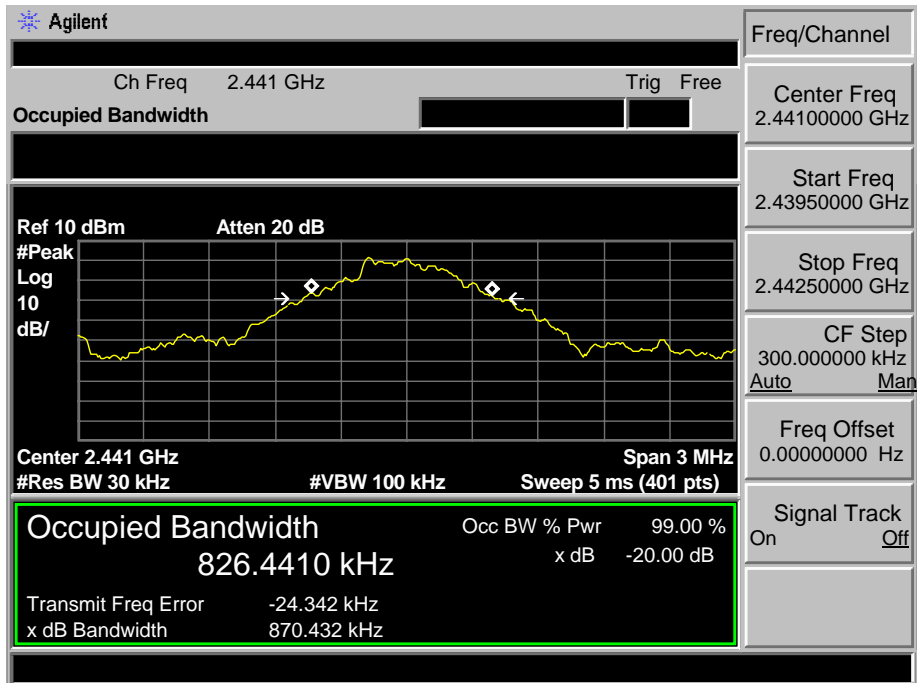 Agilent
Freq/Channel
Ch Freq 2.441 GHz Trig Free
Occupied Bandwidth
Center Freq
2.44100000 GHz
Start Freq
2.43950000 GHz
Stop Freq
2.44250000 GHz
CF Step
300.000000 kHz
Auto Man
Freq Offset
0.00000000 Hz
Signal Track
On Off
Ref 10 dBm Atten 20 dB
#Peak
Log
10
dB/
Center 2.441 GHz Span 3 MHz
#Res BW 30 kHz #VBW 100 kHz Sweep 5 ms (401 pts)
Occupied Bandwidth Occ BW % Pwr 99.00 %
826.4410 kHz x dB -20.00 dB
Transmit Freq Error -24.342 kHz
x dB Bandwidth 870.432 kHz